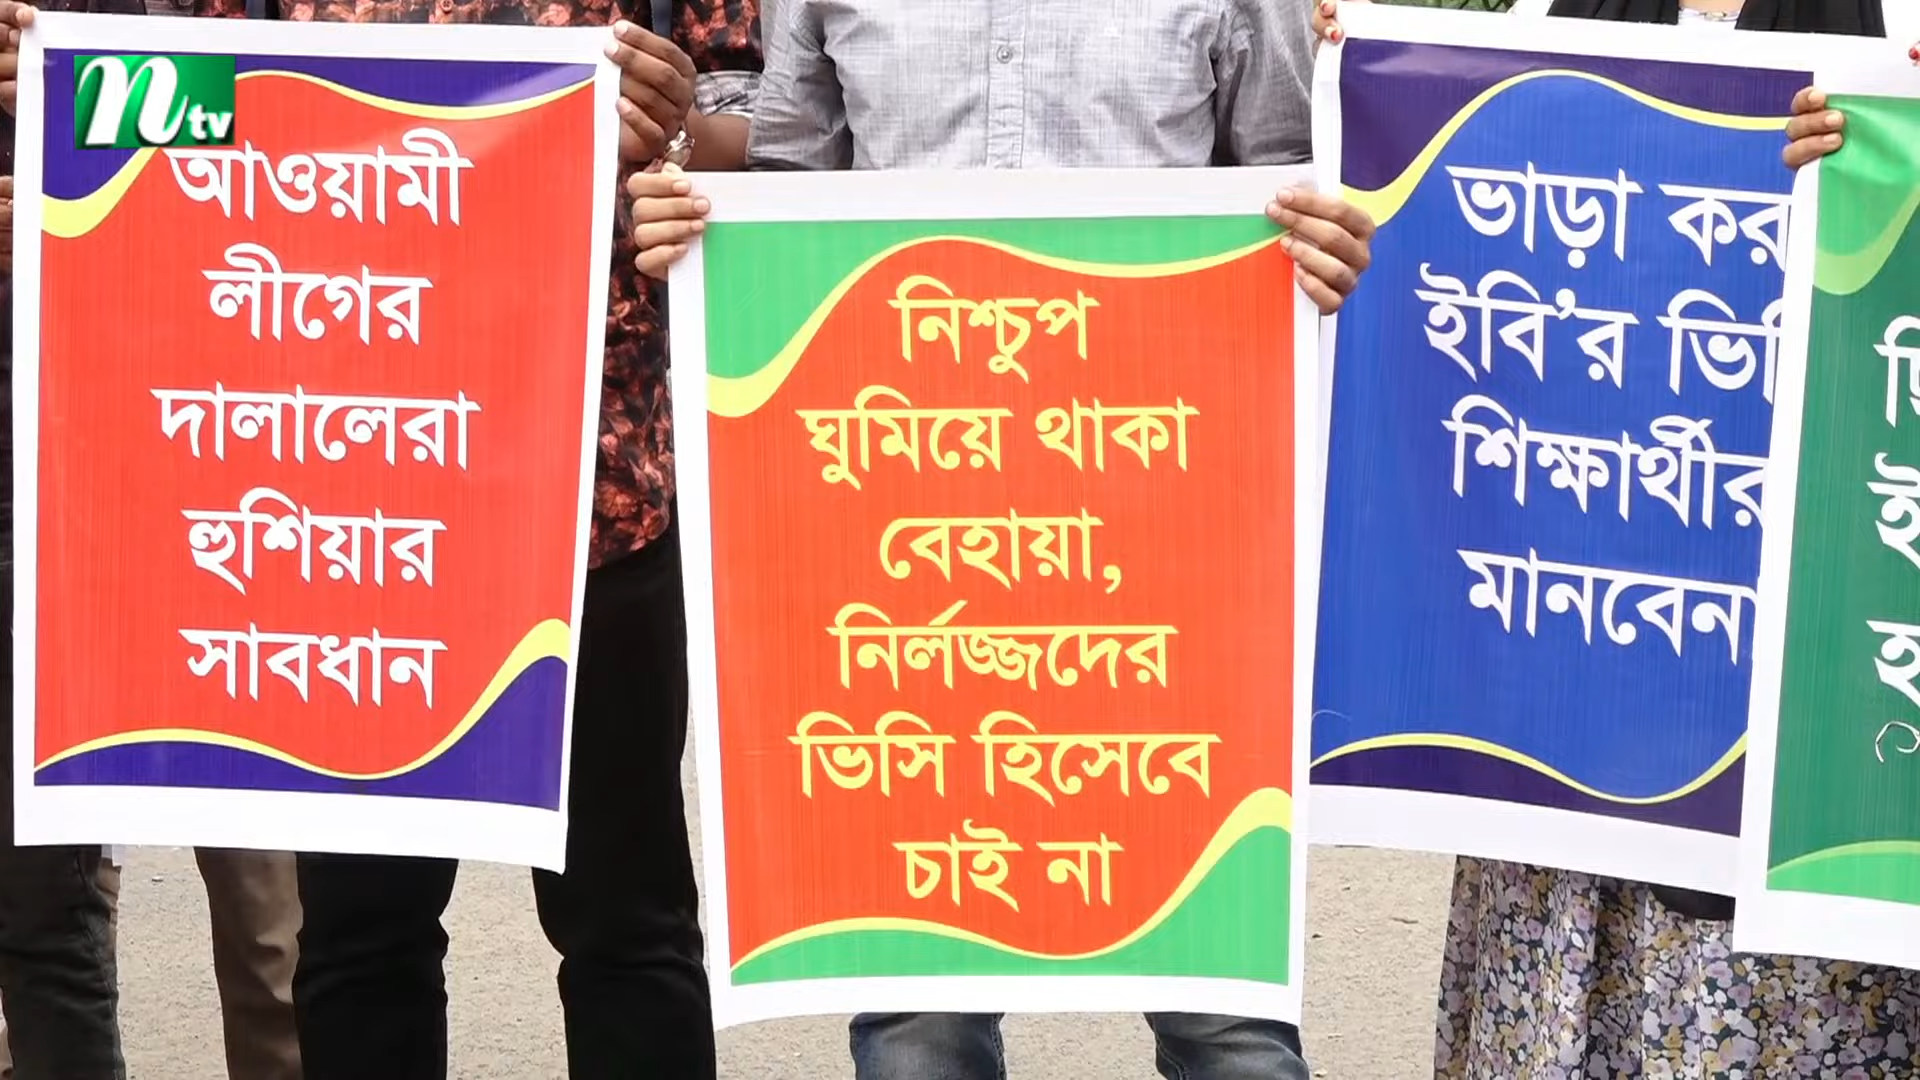 ntv
আওয়ামী
লীগের
দালালেরা
হুশিয়ার
সাবধান
নিশ্চুপ
ঘুমিয়ে থাকা
বেহায়া,
নির্লজ্জদের
ভিসি হিসেবে
চাই না
ভাড়া কর
ইবি'র
শিক্ষার্থীর
মানবেন